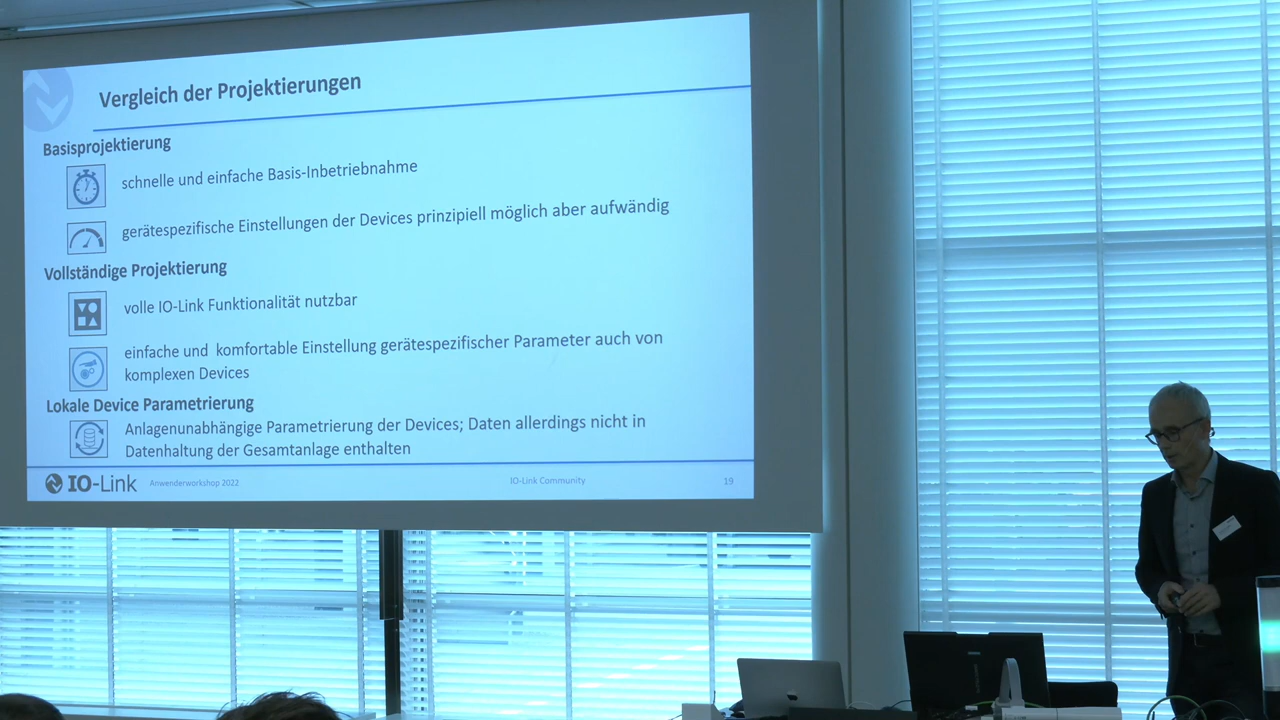 Vergleich der Projektierungen
Basisprojektierung
schnelle und einfache Basis-Inbetriebnahme
gerätespezifische Einstellungen der Devices prinzipiell möglich aber aufwändig
Vollständige Projektierung
volle IO-Link Funktionalität nutzbar
einfache und komfortable Einstellung gerätespezifischer Parameter auch von
komplexen Devices
Lokale Device Parametrierung
Anlagenunabhängige Parametrierung der Devices; Daten allerdings nicht in
Datenhaltung der Gesamtanlage enthalten
IO-Link
Anwenderworkshop 2022
IO-Link Community
19